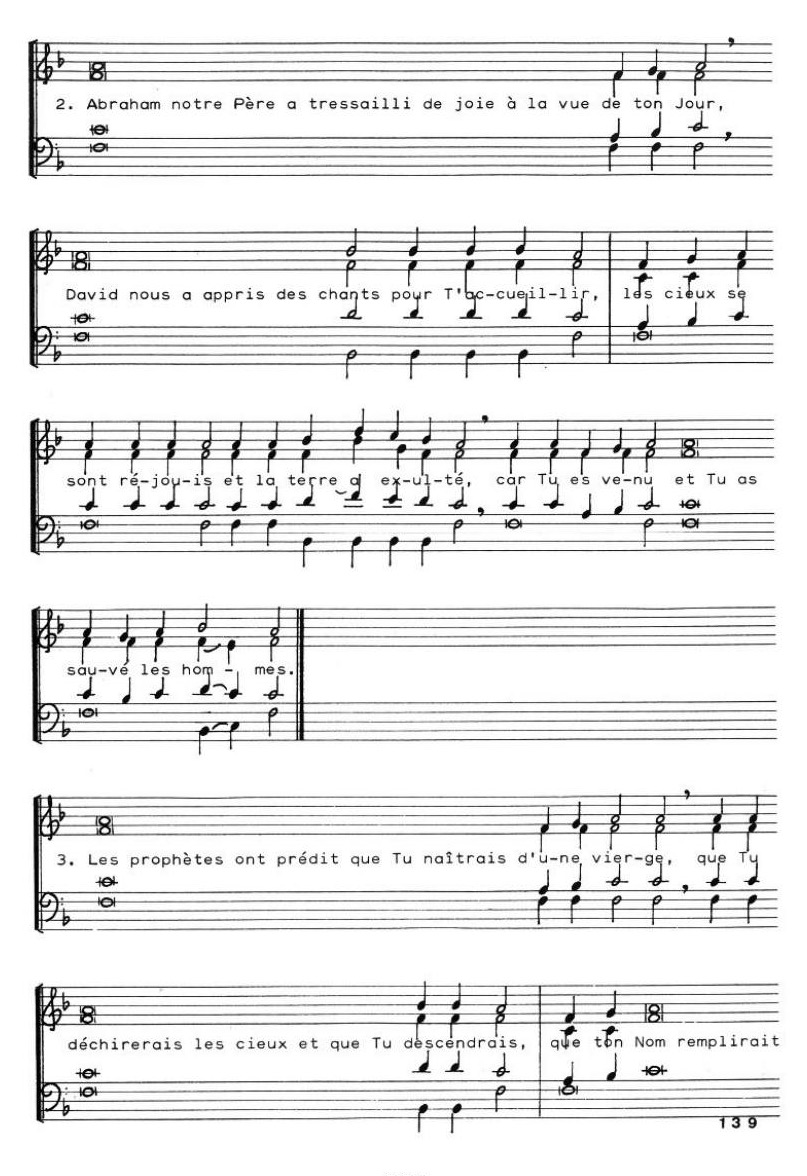 2. Abraham notre Père a tressailli de joie à la vue de ton Jour,
David nous a appris des chants pour T'ac-cueil-lir, les cieux se
sont ré-jou-is et la terre a ex-ul-té, car Tu es ve-nu et Tu as
sau-vé les hom - mes.
3. Les prophètes ont prédit que Tu naîtrais d'u-ne vier-ge, que Tu
déchirerais les cieux et que Tu descendrais, que ton Nom remplirait
139